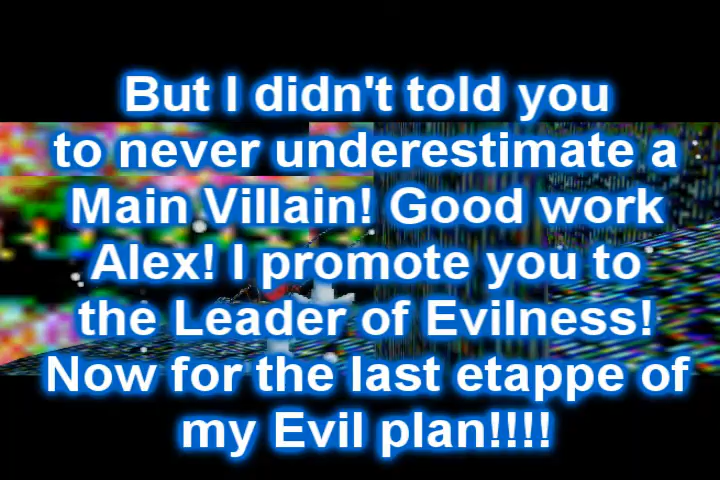 But I didn't told you
to never underestimate a
Main Villain! Good work
Alex! I promote you to
the Leader of Evilness!
Now for the last etappe of
my Evil plan!!!!